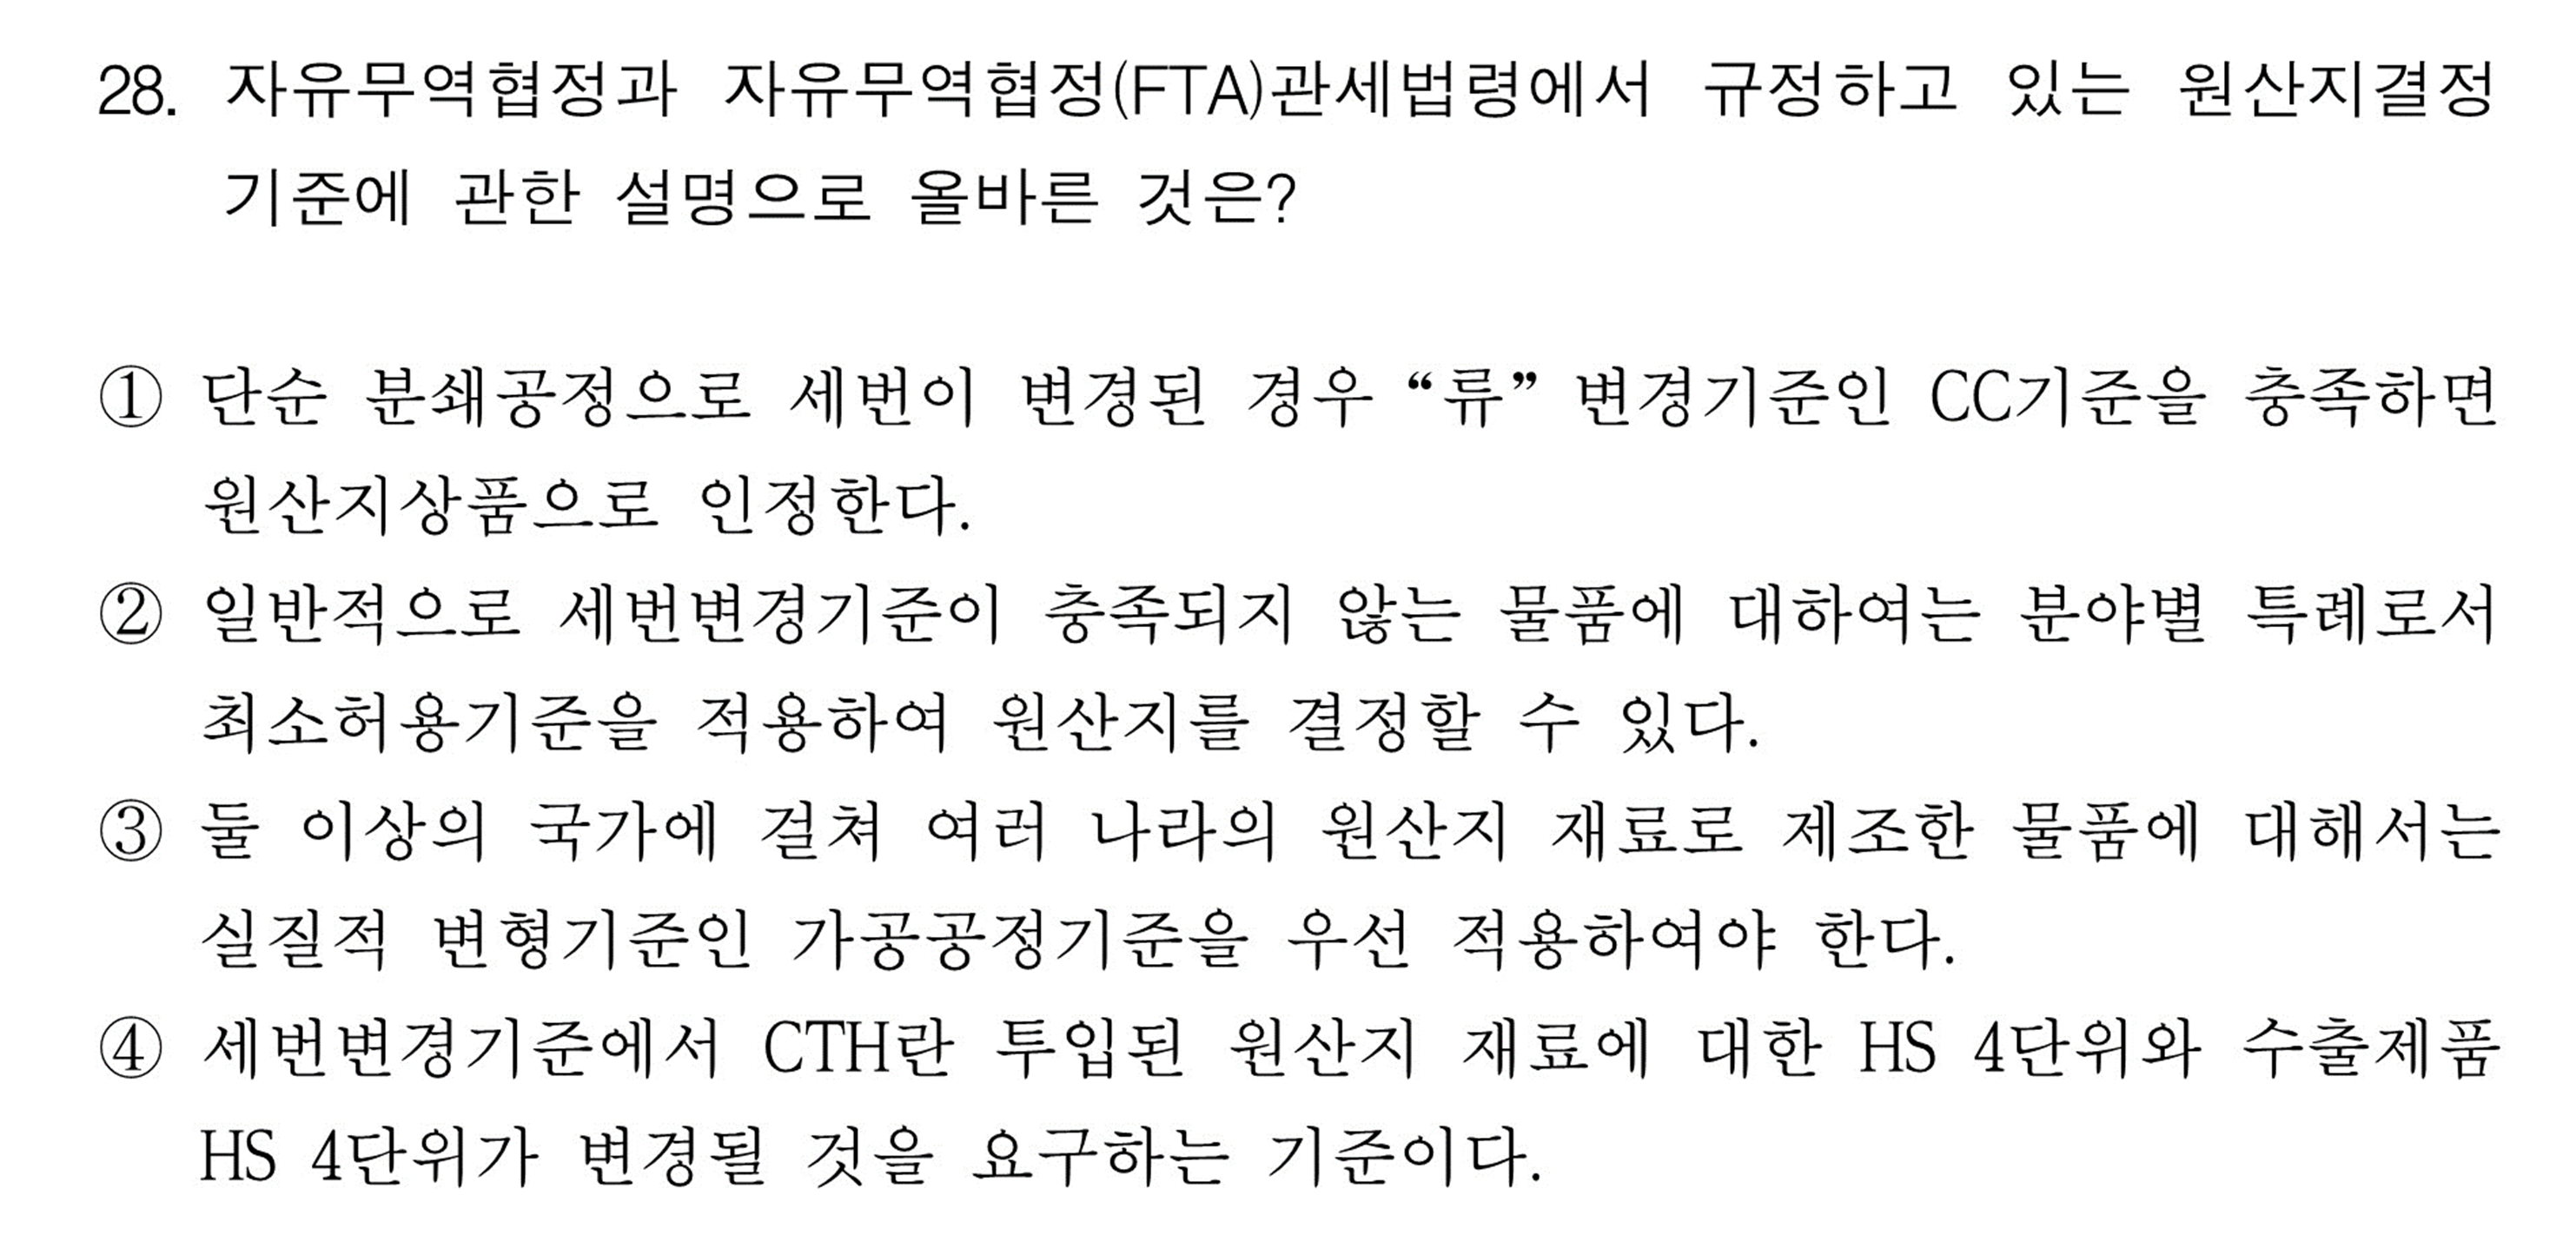 28. 자유무역협정과 자유무역협정(FTA)관세법령에서 규정하고 있는 원산지결정
기준에 관한 설명으로 올바른 것은?
① 단순 분쇄공정으로 세번이 변경된 경우 “류” 변경기준인 CC기준을 충족하면
원산지상품으로 인정한다.
② 일반적으로 세번변경기준이 충족되지 않는 물품에 대하여는 분야별 특례로서
최소허용기준을 적용하여 원산지를 결정할 수 있다.
③ 둘 이상의 국가에 걸쳐 여러 나라의 원산지 재료로 제조한 물품에 대해서는
실질적 변형기준인 가공공정기준을 우선 적용하여야 한다.
④ 세번변경기준에서 CTH란 투입된 원산지 재료에 대한 HS 4단위와 수출제품
HS 4단위가 변경될 것을 요구하는 기준이다.